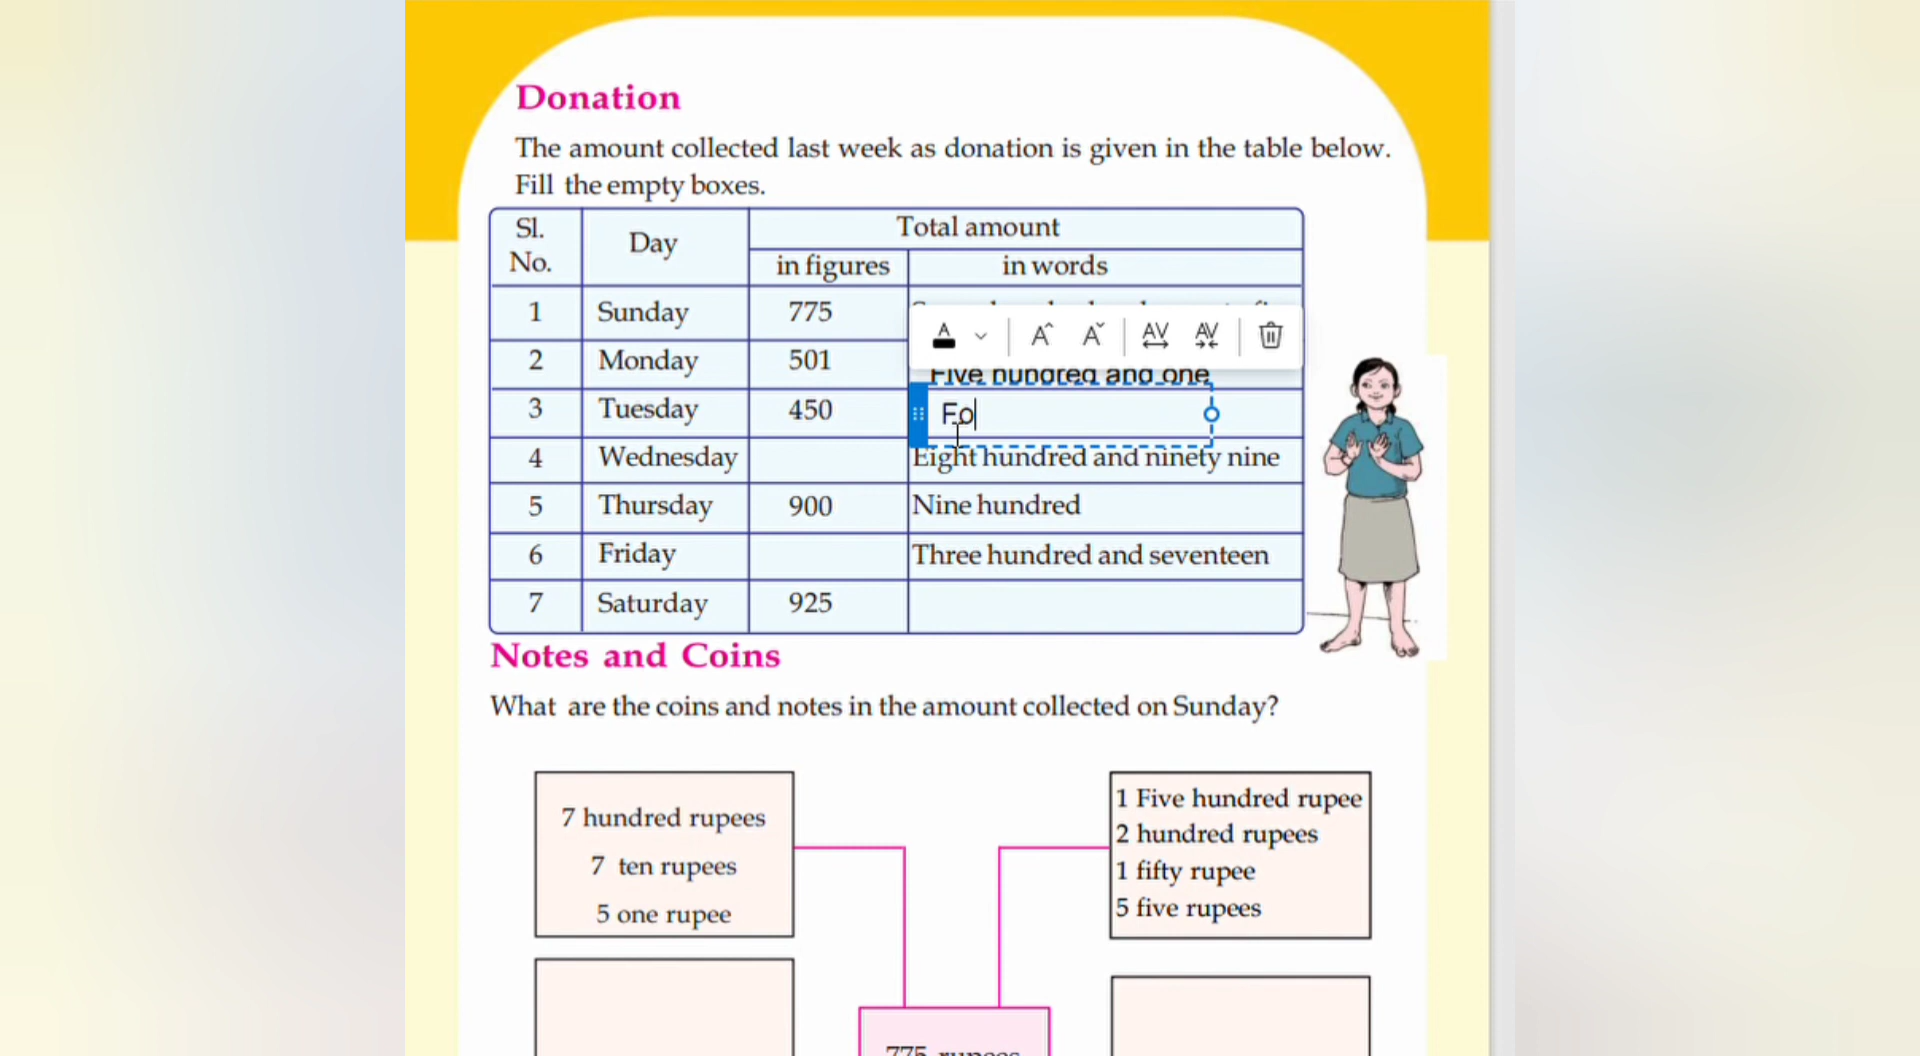 Donation
The amount collected last week as donation is given in the table below.
Fill the empty boxes.
Sl. No. Day Total amount
in figures in words
1 Sunday 775
2 Monday 501 Five hundred and one
3 Tuesday 450 Fo
4 Wednesday Eight hundred and ninety nine
5 Thursday 900 Nine hundred
6 Friday Three hundred and seventeen
7 Saturday 925
Notes and Coins
What are the coins and notes in the amount collected on Sunday?
7 hundred rupees
7 ten rupees
5 one rupee
1 Five hundred rupee
2 hundred rupees
1 fifty rupee
5 five rupees
775 rupees